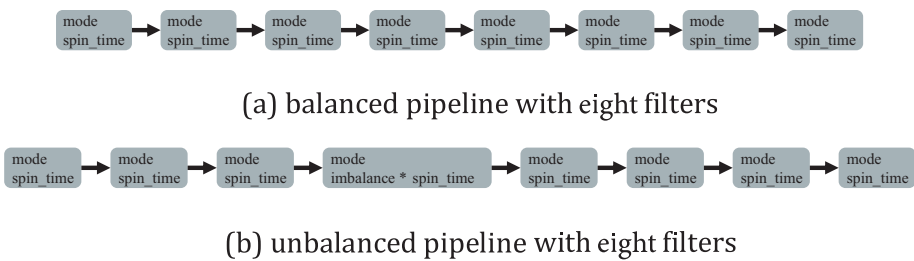 mode mode mode mode mode mode mode mode
spin_time spin_time spin_time spin_time spin_time spin_time spin_time spin_time
(a) balanced pipeline with eight filters
mode mode mode mode mode mode mode mode
spin_time spin_time spin_time imbalance * spin_time spin_time spin_time spin_time spin_time
(b) unbalanced pipeline with eight filters